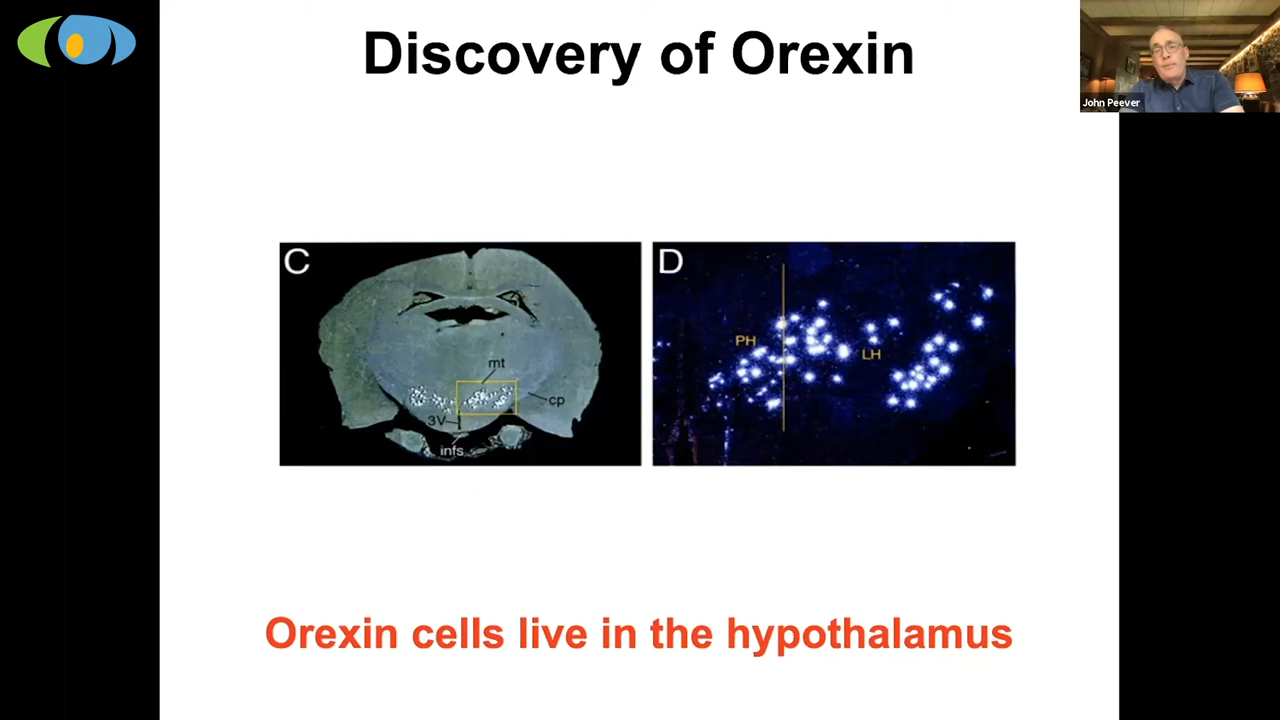 Discovery of Orexin
John Peever
C
mt
cp
3V
infs
D
PH
LH
Orexin cells live in the hypothalamus